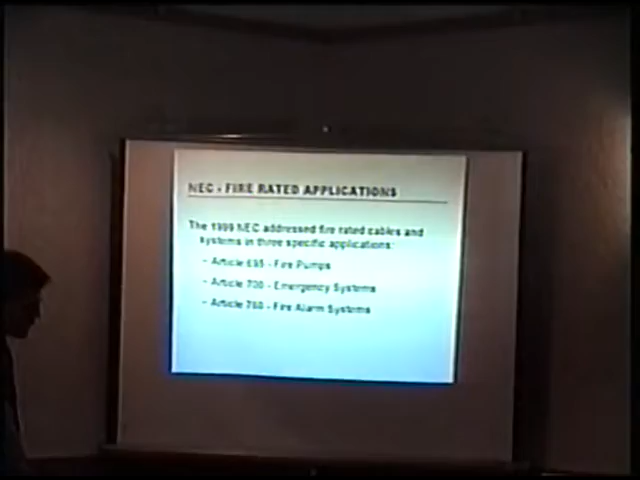 NEC - FIRE RATED APPLICATIONS
The 1999 NEC addressed fire rated cables and
systems in three specific applications:
- Article 695 - Fire Pumps
- Article 700 - Emergency Systems
- Article 760 - Fire Alarm Systems